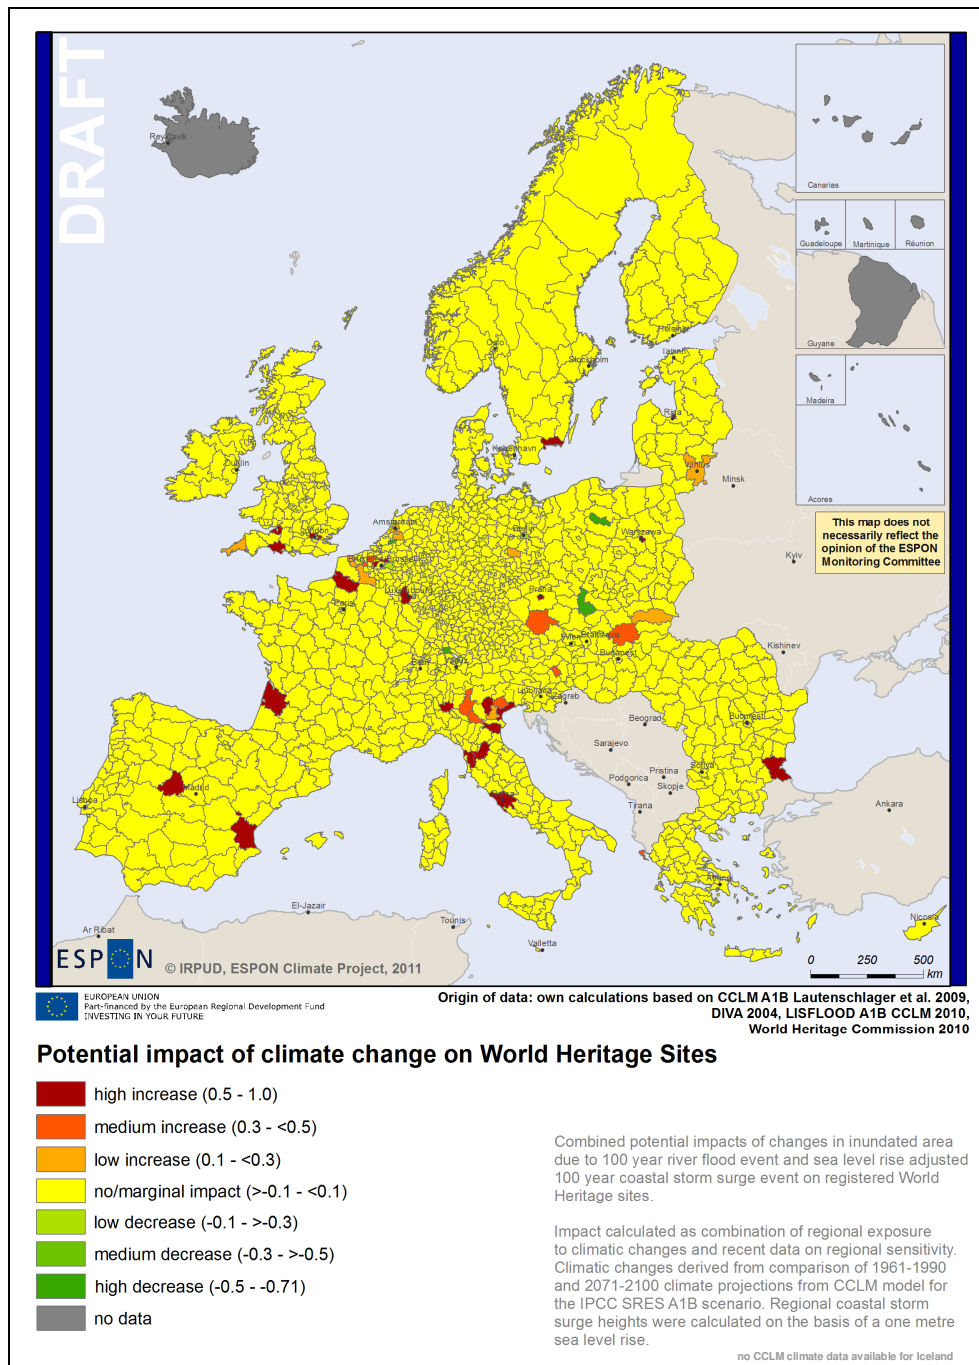 DRAFT
Reykjavik
Canarias
Guadeloupe
Martinique
Réunion
Guyane
Madeira
Acores
This map does not
necessarily reflect the
opinion of the ESPON
Monitoring Committee
Oslo
Helsinki
Tallinn
Stockholm
Riga
København
Dublin
Vilnius
Minsk
London
Amsterdam
Berlin
Warszawa
Kyiv
Luxembourg
Praha
Paris
Wien
Bratislava
Budapest
Kishinev
Bern
Vaduz
Ljubljana
Zagreb
Beograd
Bucuresti
Sarajevo
Pristina
Sofiya
Podgorica
Skopje
Tirana
Ankara
Madrid
Lisboa
Roma
Athinai
El-Jazair
Tounis
Ar Ribat
Valletta
Nicosia
0 250 500
km
ESPON
© IRPUD, ESPON Climate Project, 2011
EUROPEAN UNION
Part-financed by the European Regional Development Fund
INVESTING IN YOUR FUTURE
Origin of data: own calculations based on CCLM A1B Lautenschlager et al. 2009,
DIVA 2004, LISFLOOD A1B CCLM 2010,
World Heritage Commission 2010
Potential impact of climate change on World Heritage Sites
high increase (0.5 - 1.0)
medium increase (0.3 - <0.5)
low increase (0.1 - <0.3)
no/marginal impact (>-0.1 - <0.1)
low decrease (-0.1 - >-0.3)
medium decrease (-0.3 - >-0.5)
high decrease (-0.5 - -0.71)
no data
Combined potential impacts of changes in inundated area
due to 100 year river flood event and sea level rise adjusted
100 year coastal storm surge event on registered World
Heritage sites.
Impact calculated as combination of regional exposure
to climatic changes and recent data on regional sensitivity.
Climatic changes derived from comparison of 1961-1990
and 2071-2100 climate projections from CCLM model for
the IPCC SRES A1B scenario. Regional coastal storm
surge heights were calculated on the basis of a one metre
sea level rise.
no CCLM climate data available for Iceland